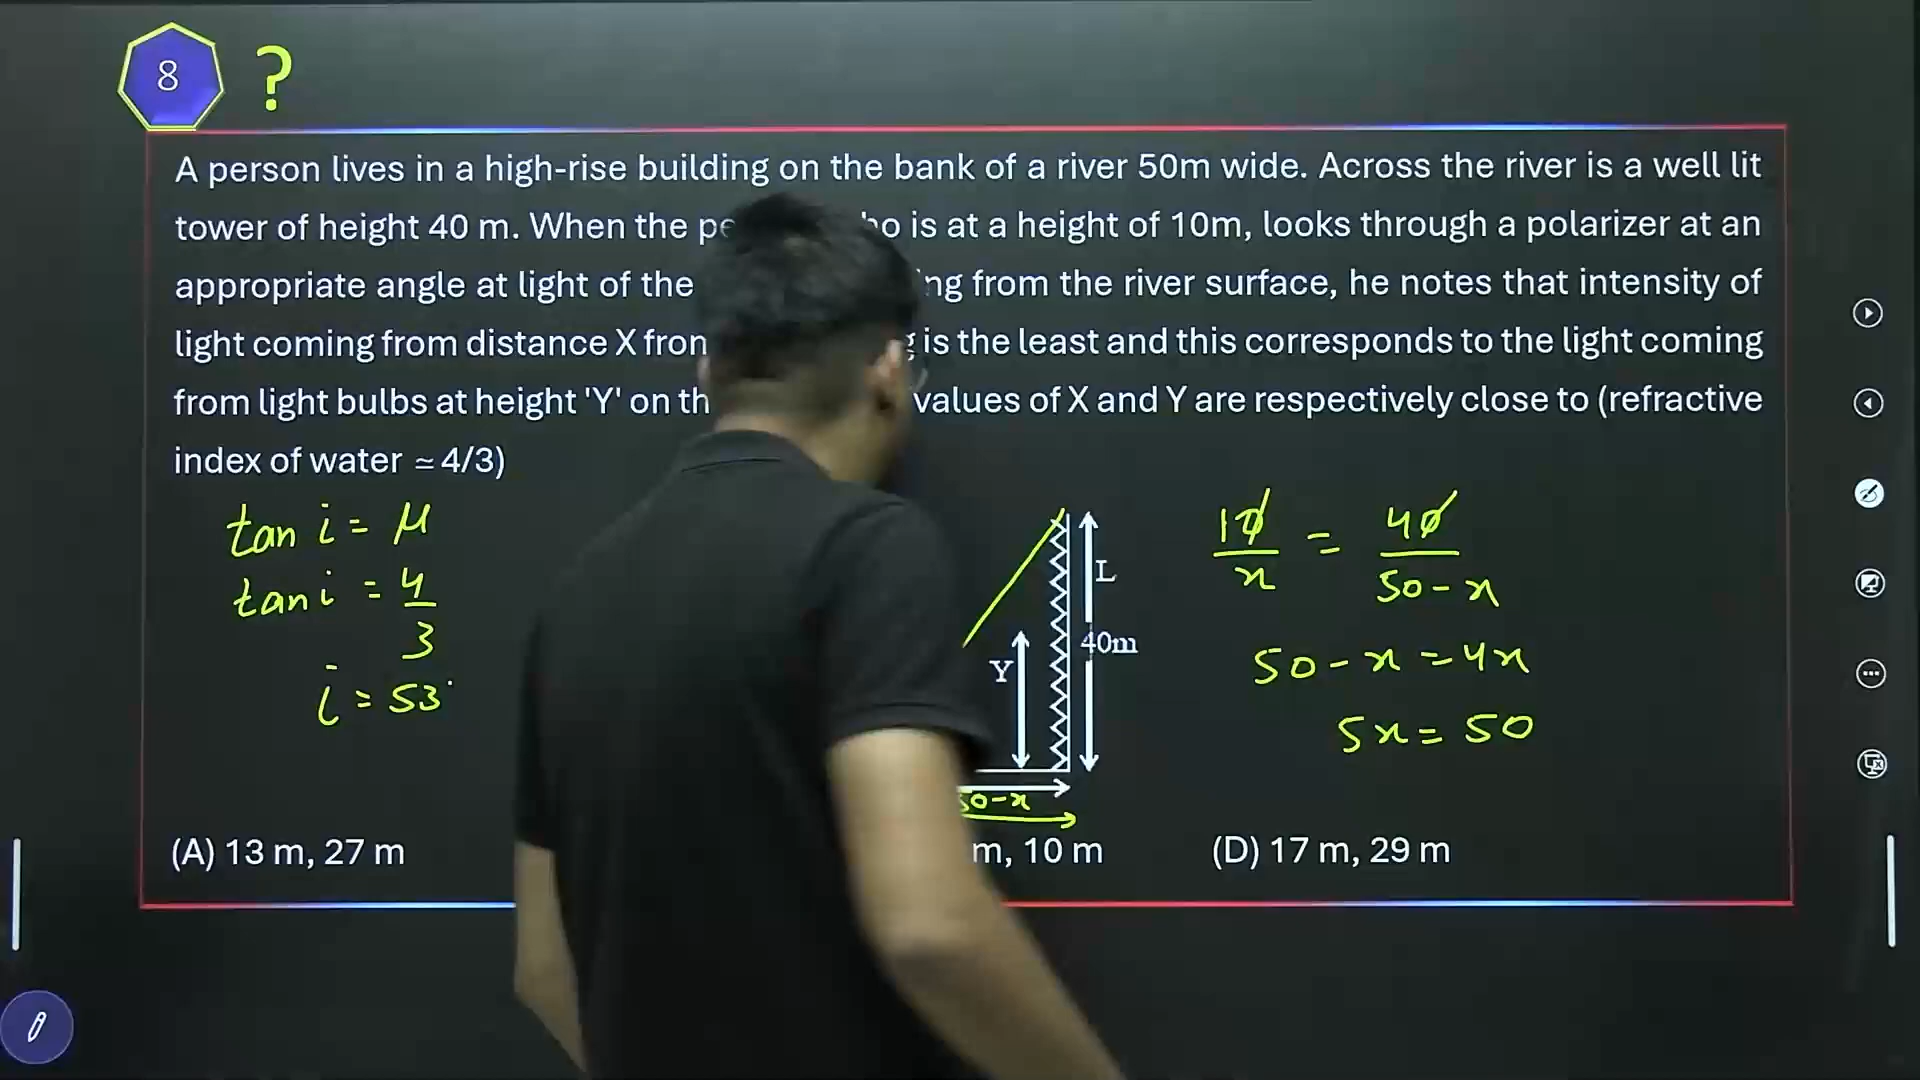 8 ?
A person lives in a high-rise building on the bank of a river 50m wide. Across the river is a well lit
tower of height 40 m. When the is at a height of 10m, looks through a polarizer at an
appropriate angle at light of the from the river surface, he notes that intensity of
light coming from distance X is the least and this corresponds to the light coming
from light bulbs at height 'Y' on values of X and Y are respectively close to (refractive
index of water ≃ 4/3)
tan i = μ
tan i = 4/3
i = 53°
L
40m
Y
50-x
10/x = 40/50-x
50-x = 4x
5x = 50
(A) 13 m, 27 m
m, 10 m
(D) 17 m, 29 m